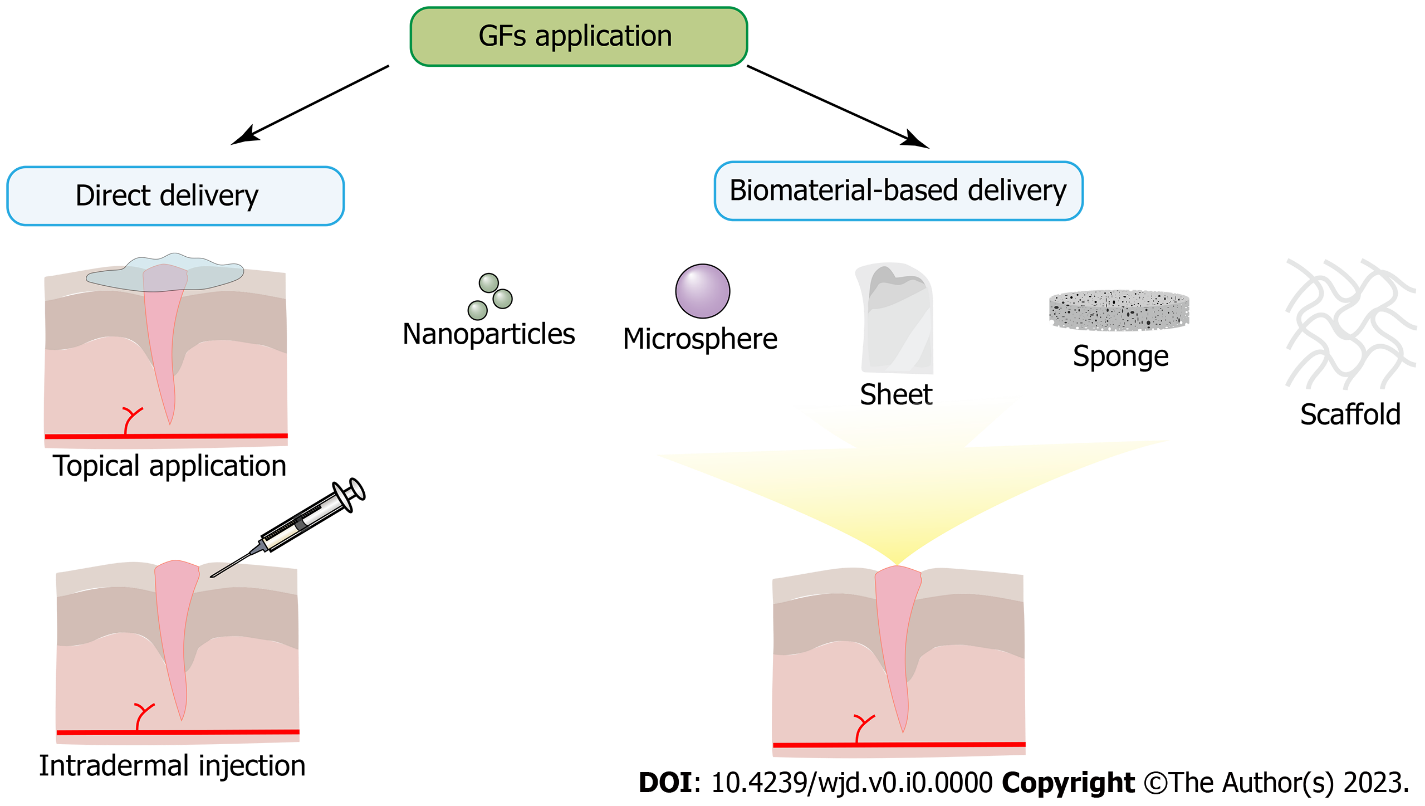 GFs application
Direct delivery
Biomaterial-based delivery
Nanoparticles
Microsphere
Sheet
Sponge
Scaffold
Topical application
Intradermal injection
DOI: 10.4239/wjd.v0.i0.0000 Copyright ©The Author(s) 2023.